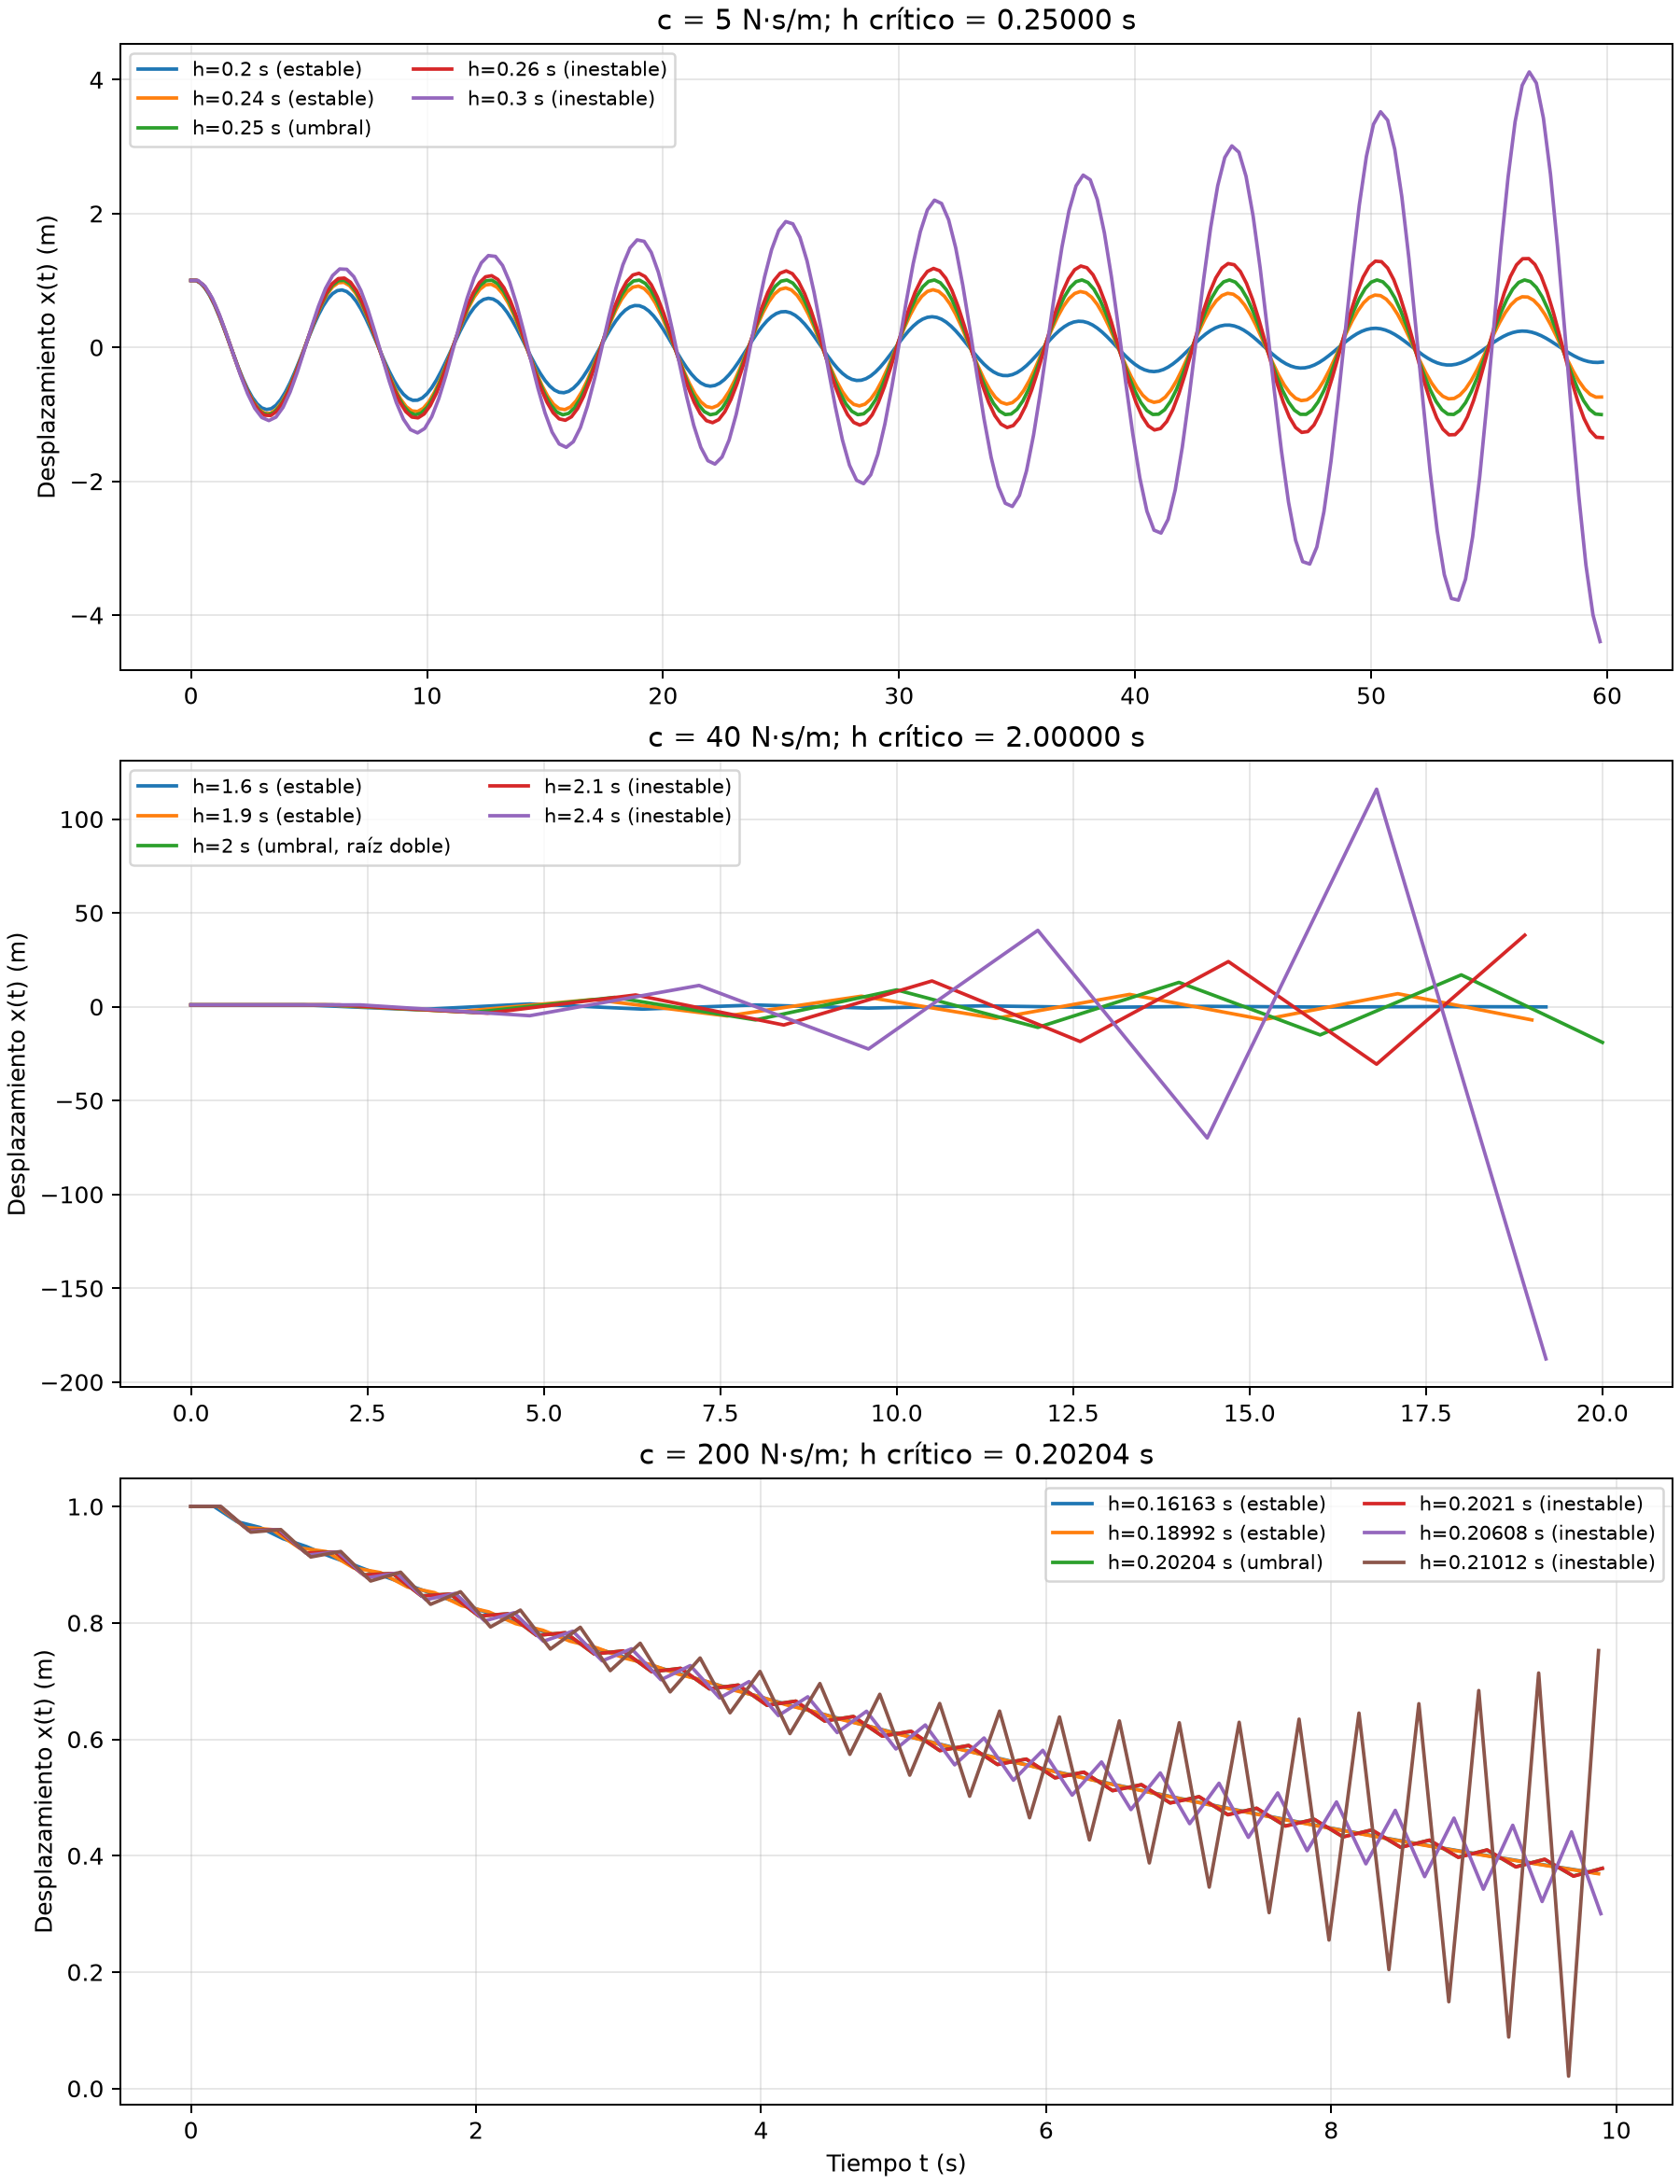 c = 5 N·s/m; h crítico = 0.25000 s
h=0.2 s (estable)
h=0.24 s (estable)
h=0.25 s (umbral)
h=0.26 s (inestable)
h=0.3 s (inestable)
Desplazamiento x(t) (m)
4
2
0
−2
−4
0 10 20 30 40 50 60
c = 40 N·s/m; h crítico = 2.00000 s
h=1.6 s (estable)
h=1.9 s (estable)
h=2 s (umbral, raíz doble)
h=2.1 s (inestable)
h=2.4 s (inestable)
Desplazamiento x(t) (m)
100
50
0
−50
−100
−150
−200
0.0 2.5 5.0 7.5 10.0 12.5 15.0 17.5 20.0
c = 200 N·s/m; h crítico = 0.20204 s
h=0.16163 s (estable)
h=0.18992 s (estable)
h=0.20204 s (umbral)
h=0.2021 s (inestable)
h=0.20608 s (inestable)
h=0.21012 s (inestable)
Desplazamiento x(t) (m)
1.0
0.8
0.6
0.4
0.2
0.0
0 2 4 6 8 10
Tiempo t (s)